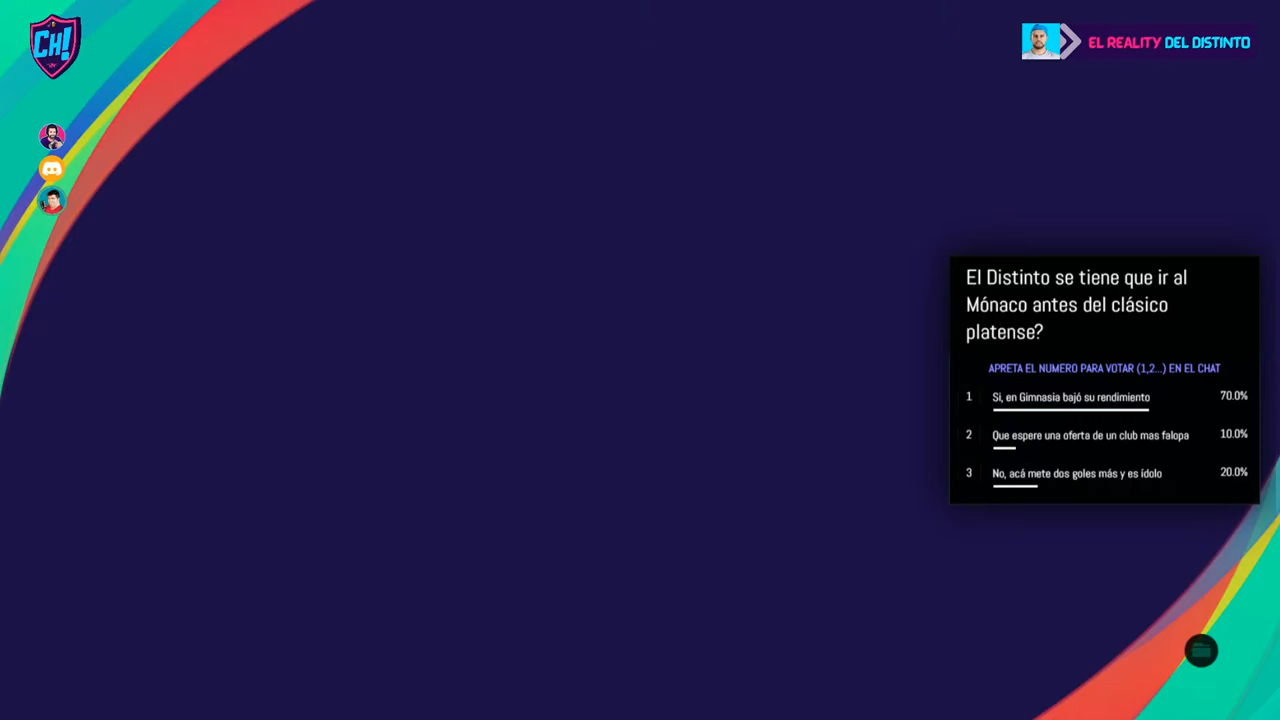 CH!
EL REALITY DEL DISTINTO
El Distinto se tiene que ir al
Mónaco antes del clásico
platense?
APRETA EL NUMERO PARA VOTAR (1,2...) EN EL CHAT
1 Si, en Gimnasia bajó su rendimiento 70.0%
2 Que espere una oferta de un club mas falopa 10.0%
3 No, acá mete dos goles más y es ídolo 20.0%